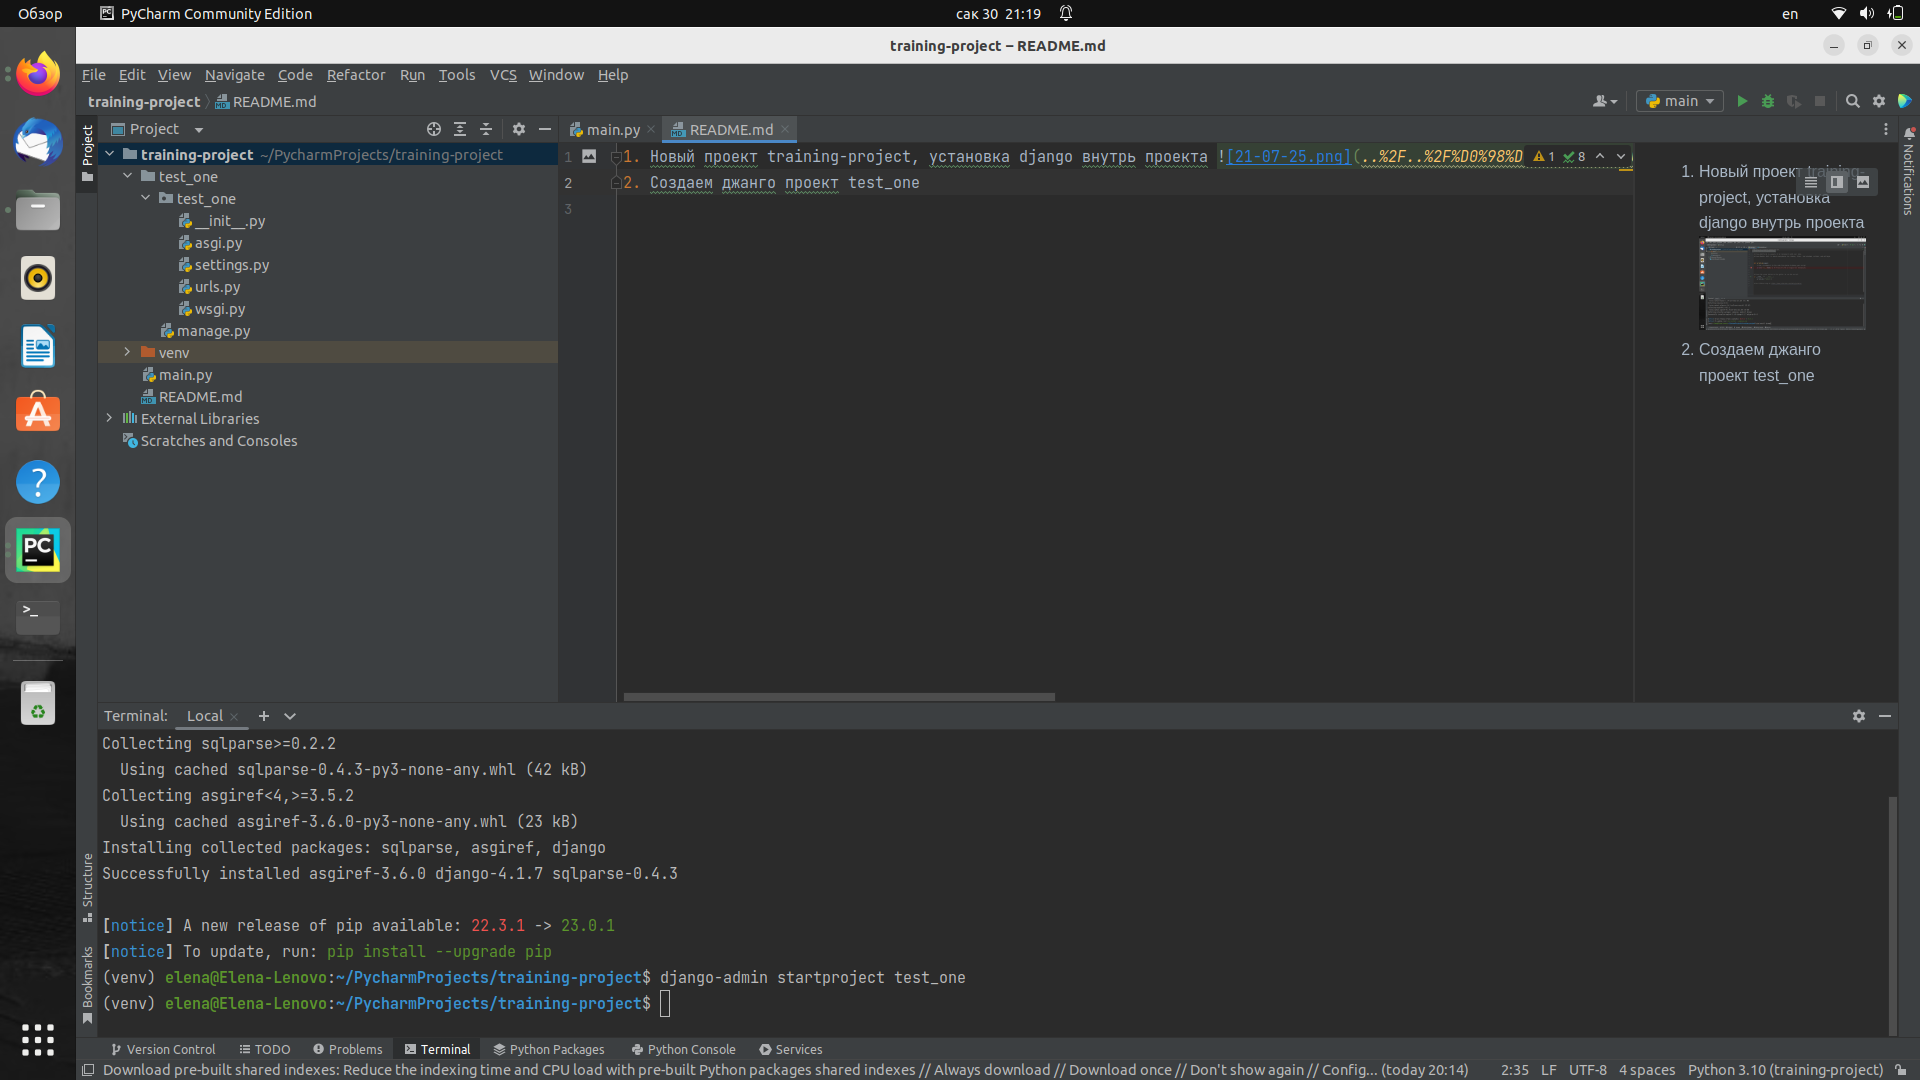 Обзор
PyCharm Community Edition
сак 30 21:19
en
training-project – README.md
File Edit View Navigate Code Refactor Run Tools VCS Window Help
training-project README.md
main
Project
main.py
README.md
training-project ~/PycharmProjects/training-project
test_one
test_one
__init__.py
asgi.py
settings.py
urls.py
wsgi.py
manage.py
venv
main.py
README.md
External Libraries
Scratches and Consoles
Project
Structure
Bookmarks
Notifications
1 1. Новый проект training-project, установка django внутрь проекта ![21-07-25.png](..%2F..%2F%D0%98%D
1 8
2 2. Создаем джанго проект test_one
3
1. Новый проект training-
project, установка
django внутрь проекта
2. Создаем джанго
проект test_one
Terminal: Local
Collecting sqlparse>=0.2.2
Using cached sqlparse-0.4.3-py3-none-any.whl (42 kB)
Collecting asgiref<4,>=3.5.2
Using cached asgiref-3.6.0-py3-none-any.whl (23 kB)
Installing collected packages: sqlparse, asgiref, django
Successfully installed asgiref-3.6.0 django-4.1.7 sqlparse-0.4.3
[notice] A new release of pip available: 22.3.1 -> 23.0.1
[notice] To update, run: pip install --upgrade pip
(venv) elena@Elena-Lenovo:~/PycharmProjects/training-project$ django-admin startproject test_one
(venv) elena@Elena-Lenovo:~/PycharmProjects/training-project$
Version Control TODO Problems Terminal Python Packages Python Console Services
Download pre-built shared indexes: Reduce the indexing time and CPU load with pre-built Python packages shared indexes // Always download // Download once // Don't show again // Config... (today 20:14)
2:35 LF UTF-8 4 spaces Python 3.10 (training-project)